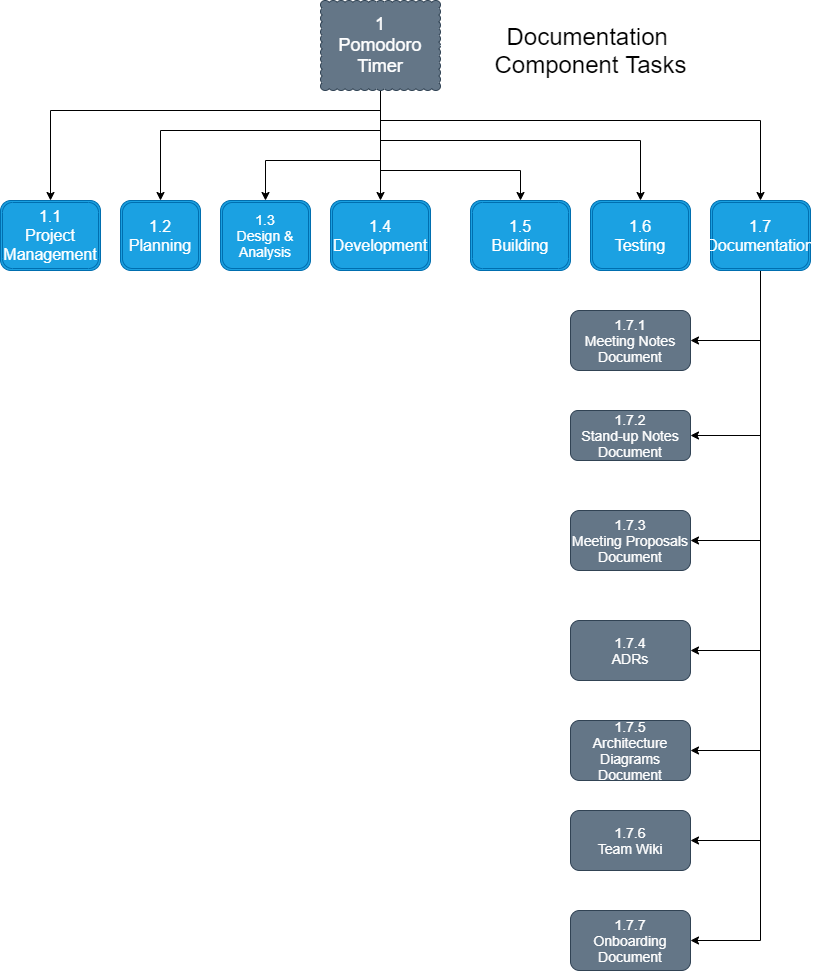 1
Pomodoro
Timer
Documentation
Component Tasks
1.1
Project
Management
1.2
Planning
1.3
Design &
Analysis
1.4
Development
1.5
Building
1.6
Testing
1.7
Documentation
1.7.1
Meeting Notes
Document
1.7.2
Stand-up Notes
Document
1.7.3
Meeting Proposals
Document
1.7.4
ADRs
1.7.5
Architecture
Diagrams
Document
1.7.6
Team Wiki
1.7.7
Onboarding
Document